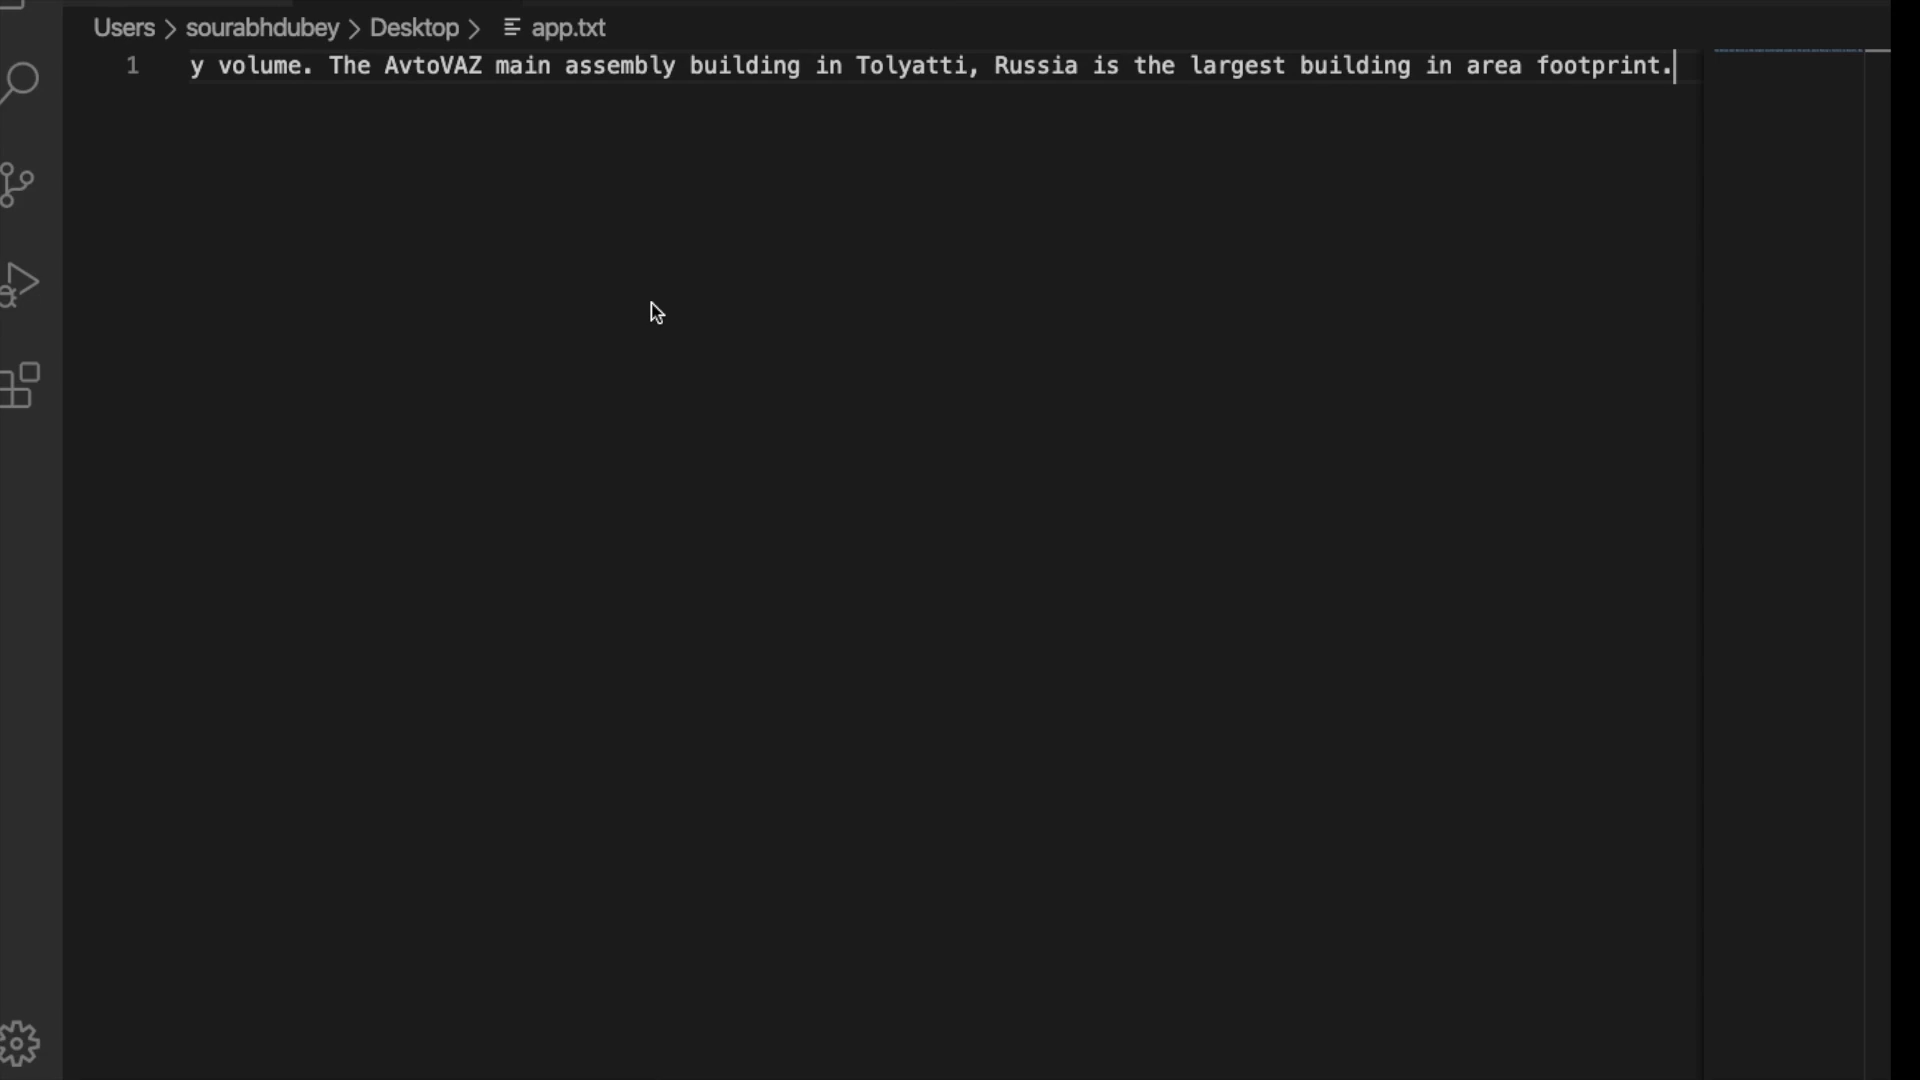 Users > sourabhdubey > Desktop > app.txt
1 y volume. The AvtoVAZ main assembly building in Tolyatti, Russia is the largest building in area footprint.